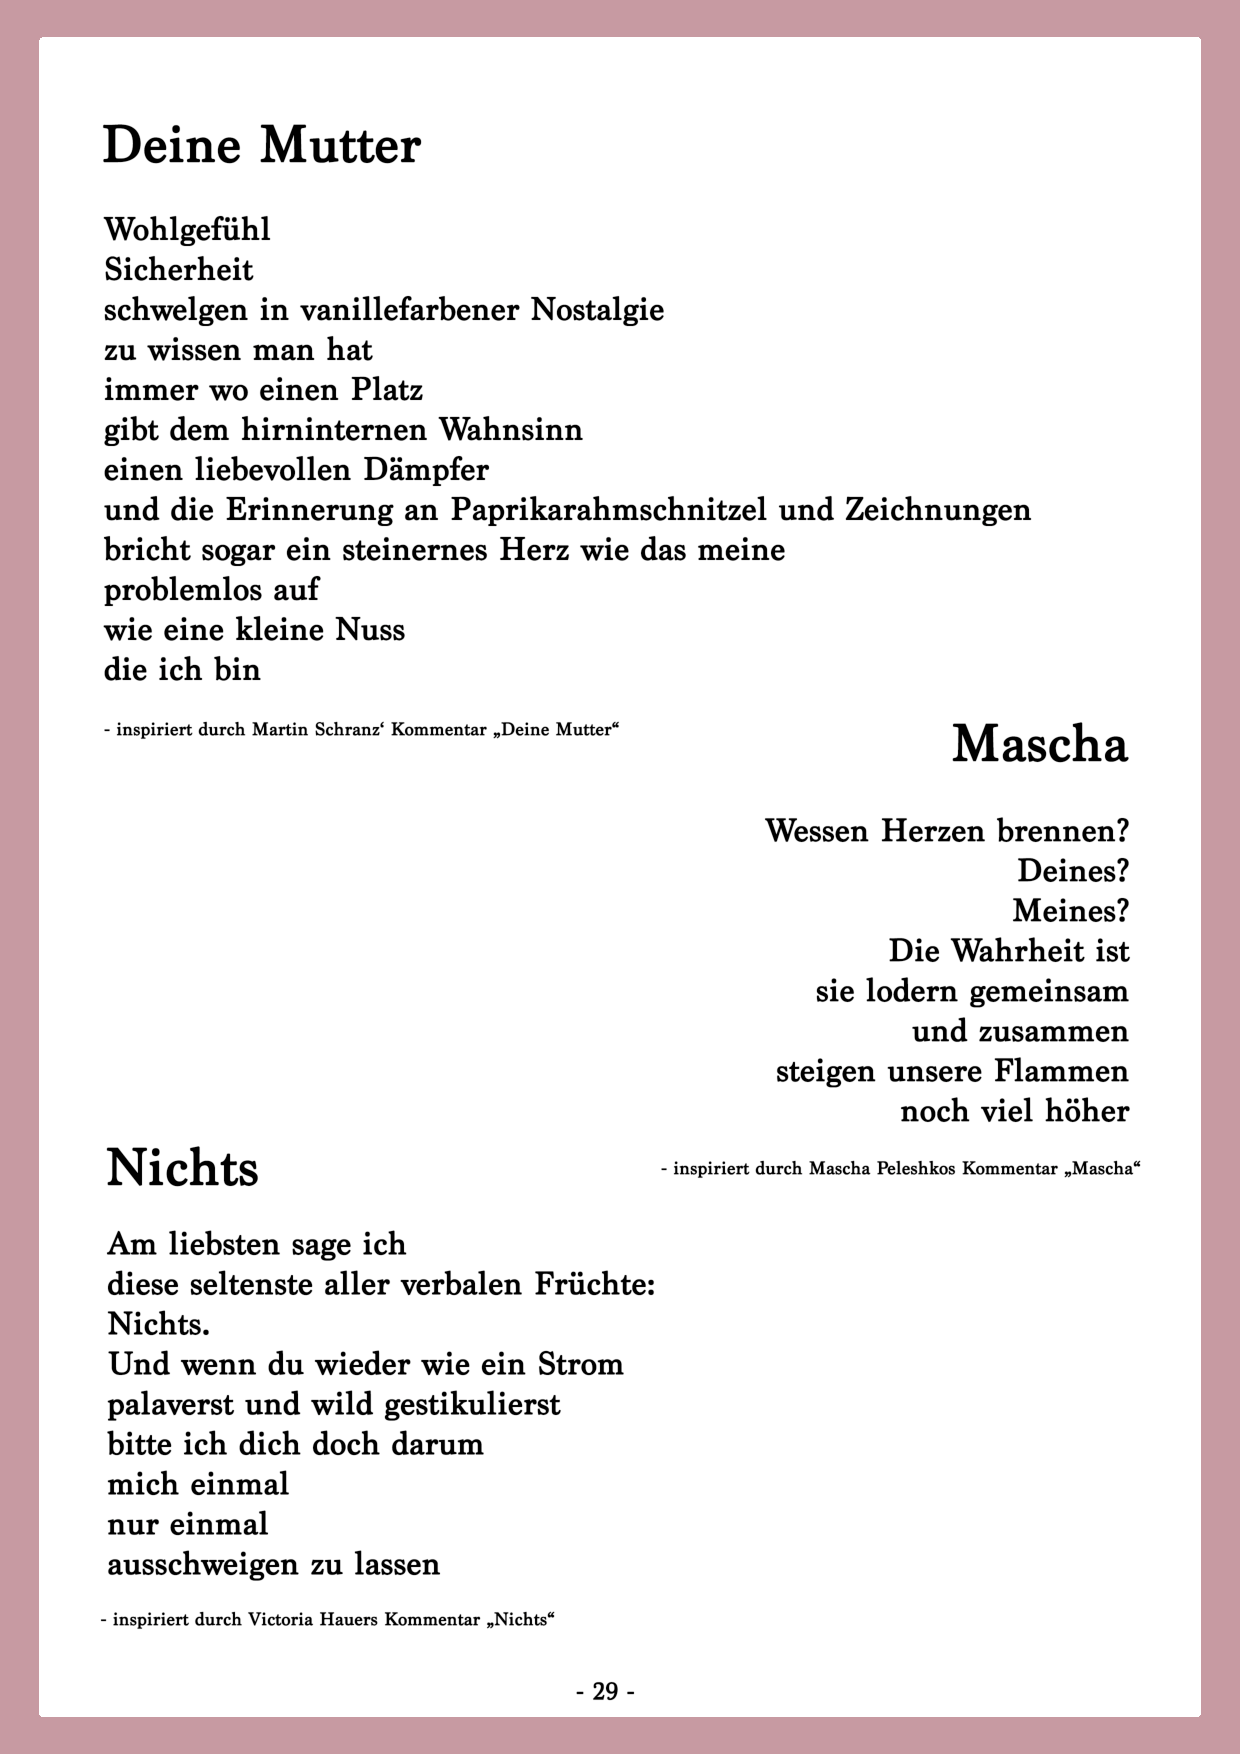 Deine Mutter
Wohlgefühl
Sicherheit
schwelgen in vanillefarbener Nostalgie
zu wissen man hat
immer wo einen Platz
gibt dem hirninternen Wahnsinn
einen liebevollen Dämpfer
und die Erinnerung an Paprikarahmschnitzel und Zeichnungen
bricht sogar ein steinernes Herz wie das meine
problemlos auf
wie eine kleine Nuss
die ich bin
- inspiriert durch Martin Schranz‘ Kommentar „Deine Mutter“
Mascha
Wessen Herzen brennen?
Deines?
Meines?
Die Wahrheit ist
sie lodern gemeinsam
und zusammen
steigen unsere Flammen
noch viel höher
- inspiriert durch Mascha Peleshkos Kommentar „Mascha“
Nichts
Am liebsten sage ich
diese seltenste aller verbalen Früchte:
Nichts.
Und wenn du wieder wie ein Strom
palaverst und wild gestikulierst
bitte ich dich doch darum
mich einmal
nur einmal
ausschweigen zu lassen
- inspiriert durch Victoria Hauers Kommentar „Nichts“
- 29 -